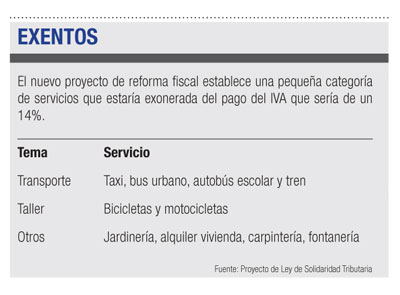 EXENTOS
El nuevo proyecto de reforma fiscal establece una pequeña categoría
de servicios que estaría exonerada del pago del IVA que sería de un
14%.
Tema Servicio
Transporte Taxi, bus urbano, autobús escolar y tren
Taller Bicicletas y motocicletas
Otros Jardinería, alquiler vivienda, carpintería, fontanería
Fuente: Proyecto de Ley de Solidaridad Tributaria